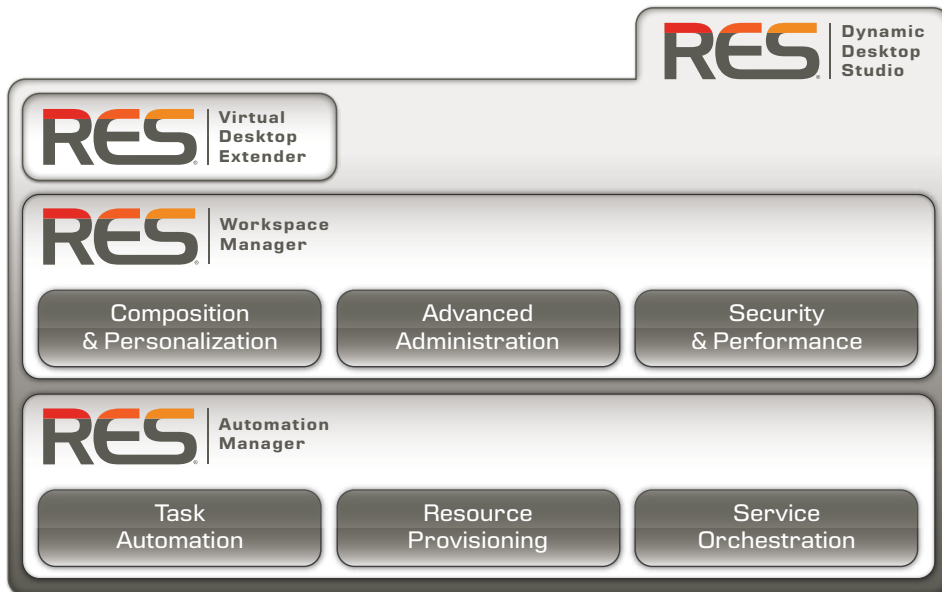 RES® Dynamic
Desktop
Studio
RES® Virtual
Desktop
Extender
RES® Workspace
Manager
Composition
& Personalization
Advanced
Administration
Security
& Performance
RES® Automation
Manager
Task
Automation
Resource
Provisioning
Service
Orchestration